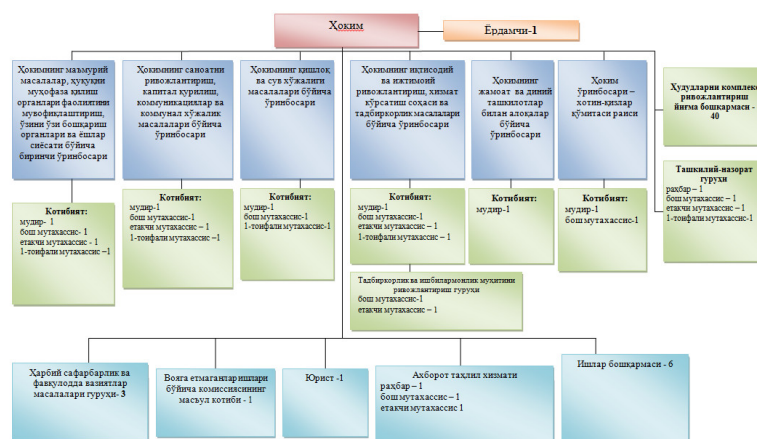 Ҳоким
Ёрдамчи-1
Ҳокимнинг маъмурий
масалалар, ҳуқуқни
муҳофаза қилиш
органлари фаолиятини
мувофиқлаштириш,
ўзини ўзи бошқариш
органлари ва ёшлар
сиёсати бўйича
биринчи ўринбосари
Ҳокимнинг саноатни
ривожлантириш,
капитал қурилиш,
коммуникациялар ва
коммунал хўжалик
масалалари бўйича
ўринбосари
Ҳокимнинг қишлоқ
ва сув хўжалиги
масалалари бўйича
ўринбосари
Ҳокимнинг иқтисодий
ва ижтимоий
ривожлантириш, хизмат
кўрсатиш соҳаси ва
тадбиркорлик масалалари
бўйича ўринбосари
Ҳокимнинг
жамоат ва диний
ташкилотлар
билан алоқалар
бўйича
ўринбосари
Ҳоким
ўринбосари –
хотин-қизлар
қўмитаси раиси
Ҳудудларни комплекс
ривожлантириш
йиғма бошқармаси -
40
Ташкилий-назорат
гуруҳи
раҳбар – 1
бош мутахассис – 1
етакчи мутахассис – 1
1-тоифали мутахассис-1
Котибият:
мудир- 1
бош мутахассис- 1
етакчи мутахассис - 1
1-тоифали мутахассис –1
Котибият:
мудир-1
бош мутахассис-1
етакчи мутахассис – 1
1-тоифали мутахассис –1
Котибият:
мудир-1
бош мутахассис-1
1-тоифали мутахассис-1
Котибият:
мудир-1
бош мутахассис-1
етакчи мутахассис – 1
1-тоифали мутахассис – 1
Котибият:
мудир-1
Котибият:
мудир-1
бош мутахассис-1
Тадбиркорлик ва ишбилармонлик муҳитини
ривожлантириш гуруҳи
бош мутахассис-1
етакчи мутахассис – 1
Ҳарбий сафарбарлик ва
фавқулодда вазиятлар
масалалари гуруҳи- 3
Вояга етмаганлар ишлари
бўйича комиссиясининг
масъул котиби - 1
Юрист -1
Ахборот таҳлил хизмати
раҳбар – 1
бош мутахассис – 1
етакчи мутахассис 1
Ишлар бошқармаси - 6